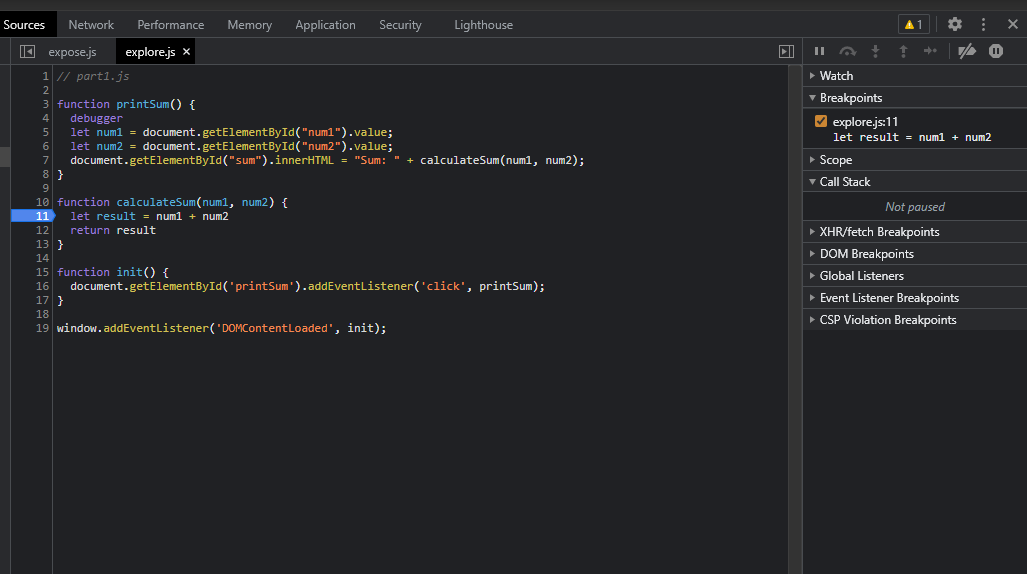 Sources Network Performance Memory Application Security Lighthouse 1
expose.js explore.js ×
1 // part1.js
2
3 function printSum() {
4 debugger
5 let num1 = document.getElementById("num1").value;
6 let num2 = document.getElementById("num2").value;
7 document.getElementById("sum").innerHTML = "Sum: " + calculateSum(num1, num2);
8 }
9
10 function calculateSum(num1, num2) {
11 let result = num1 + num2
12 return result
13 }
14
15 function init() {
16 document.getElementById('printSum').addEventListener('click', printSum);
17 }
18
19 window.addEventListener('DOMContentLoaded', init);
Watch
Breakpoints
explore.js:11
let result = num1 + num2
Scope
Call Stack
Not paused
XHR/fetch Breakpoints
DOM Breakpoints
Global Listeners
Event Listener Breakpoints
CSP Violation Breakpoints